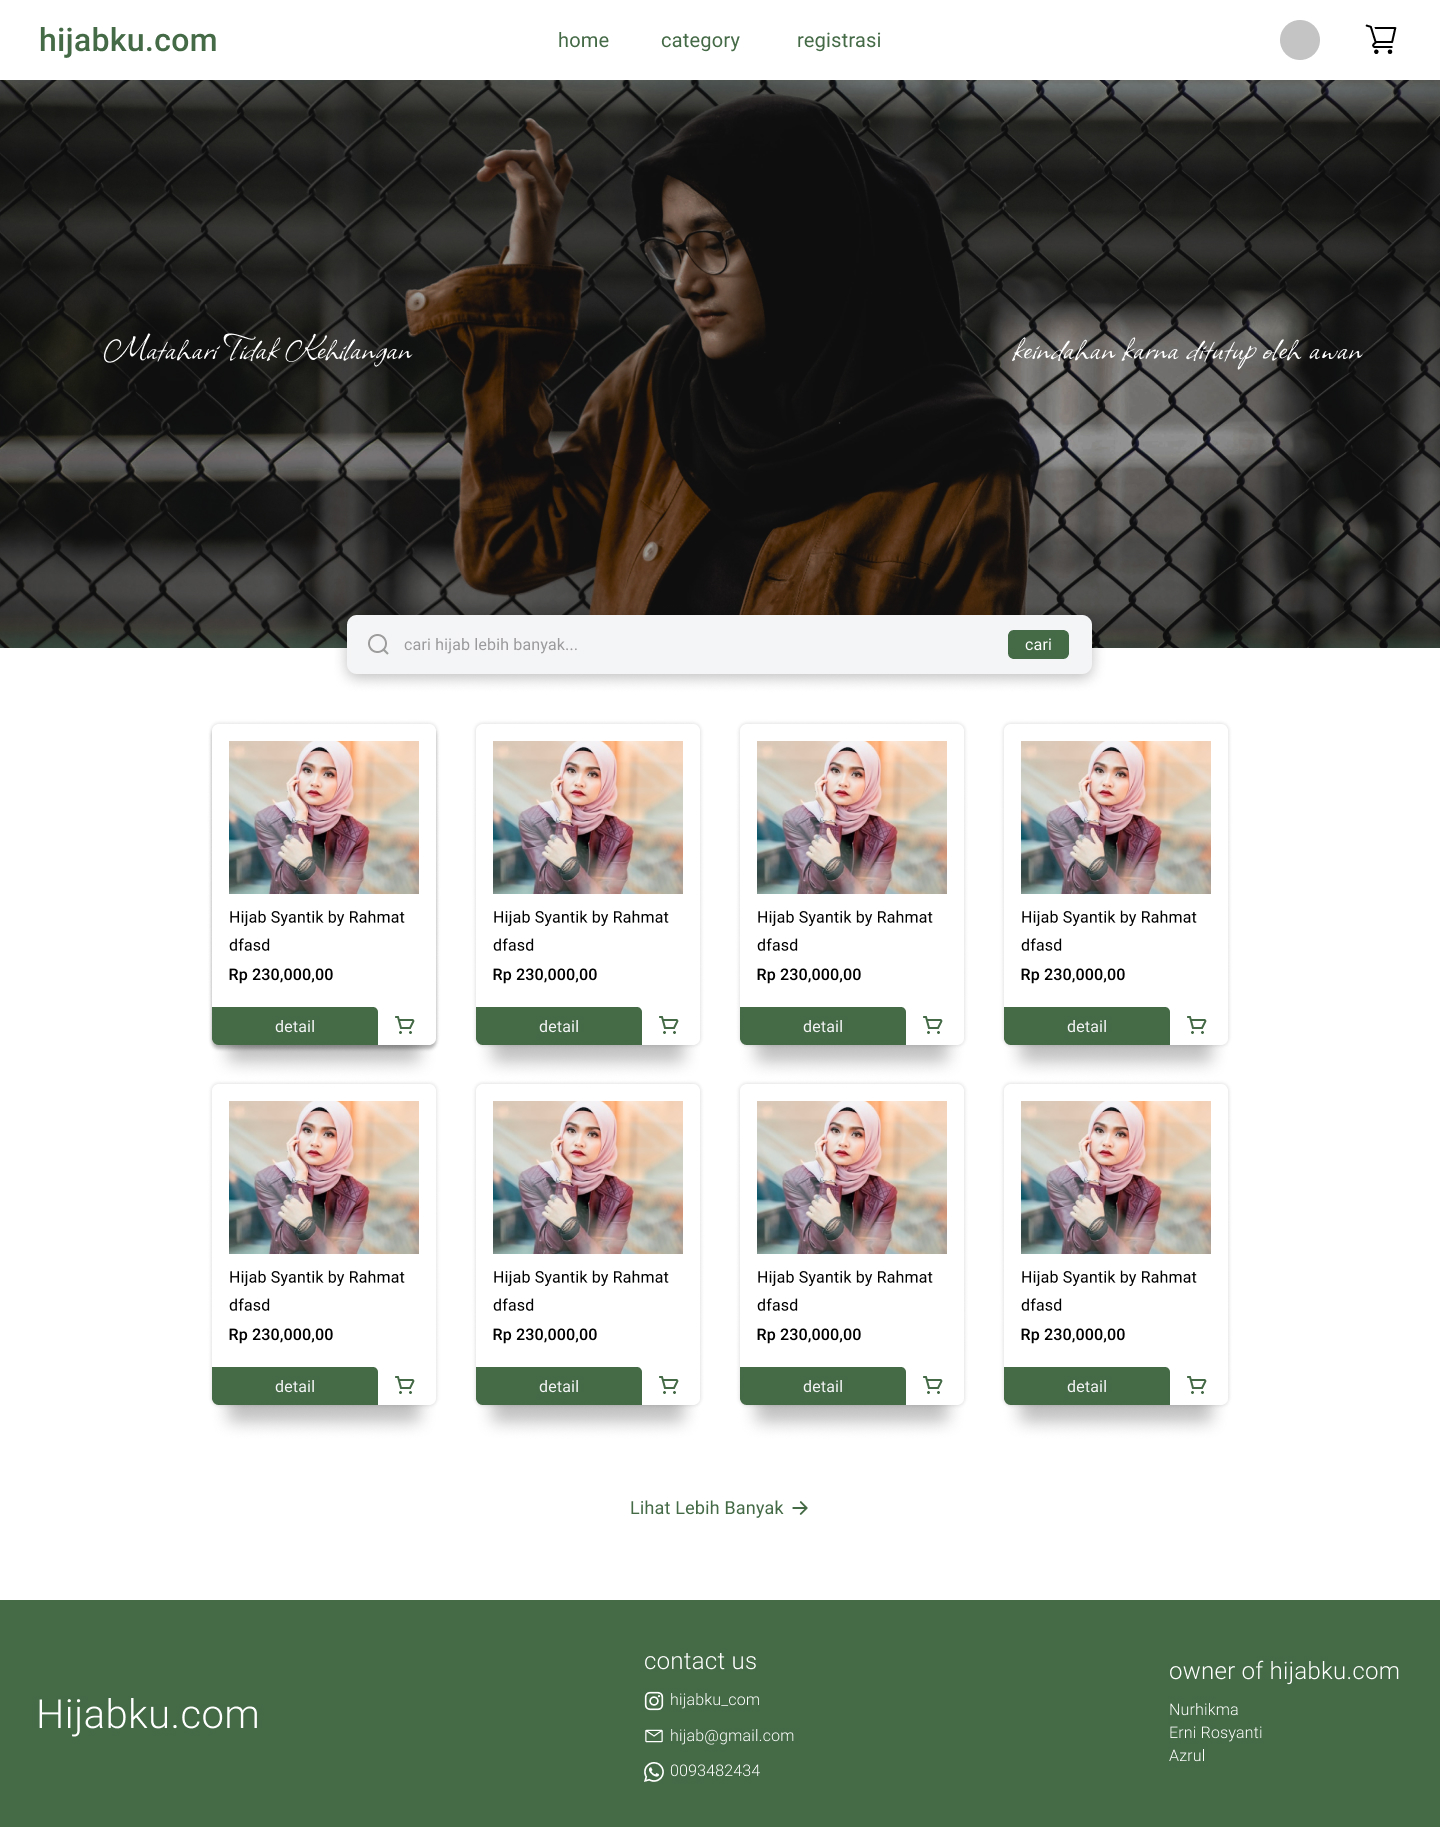 hijabku.com
home category registrasi
Matahari Tidak Kehilangan
keindahan karna ditutup oleh awan
cari hijab lebih banyak...
cari
Hijab Syantik by Rahmat
dfasd
Rp 230,000,00
detail
Hijab Syantik by Rahmat
dfasd
Rp 230,000,00
detail
Hijab Syantik by Rahmat
dfasd
Rp 230,000,00
detail
Hijab Syantik by Rahmat
dfasd
Rp 230,000,00
detail
Hijab Syantik by Rahmat
dfasd
Rp 230,000,00
detail
Hijab Syantik by Rahmat
dfasd
Rp 230,000,00
detail
Hijab Syantik by Rahmat
dfasd
Rp 230,000,00
detail
Hijab Syantik by Rahmat
dfasd
Rp 230,000,00
detail
Lihat Lebih Banyak
Hijabku.com
contact us
hijabku_com
hijab@gmail.com
0093482434
owner of hijabku.com
Nurhikma
Erni Rosyanti
Azrul